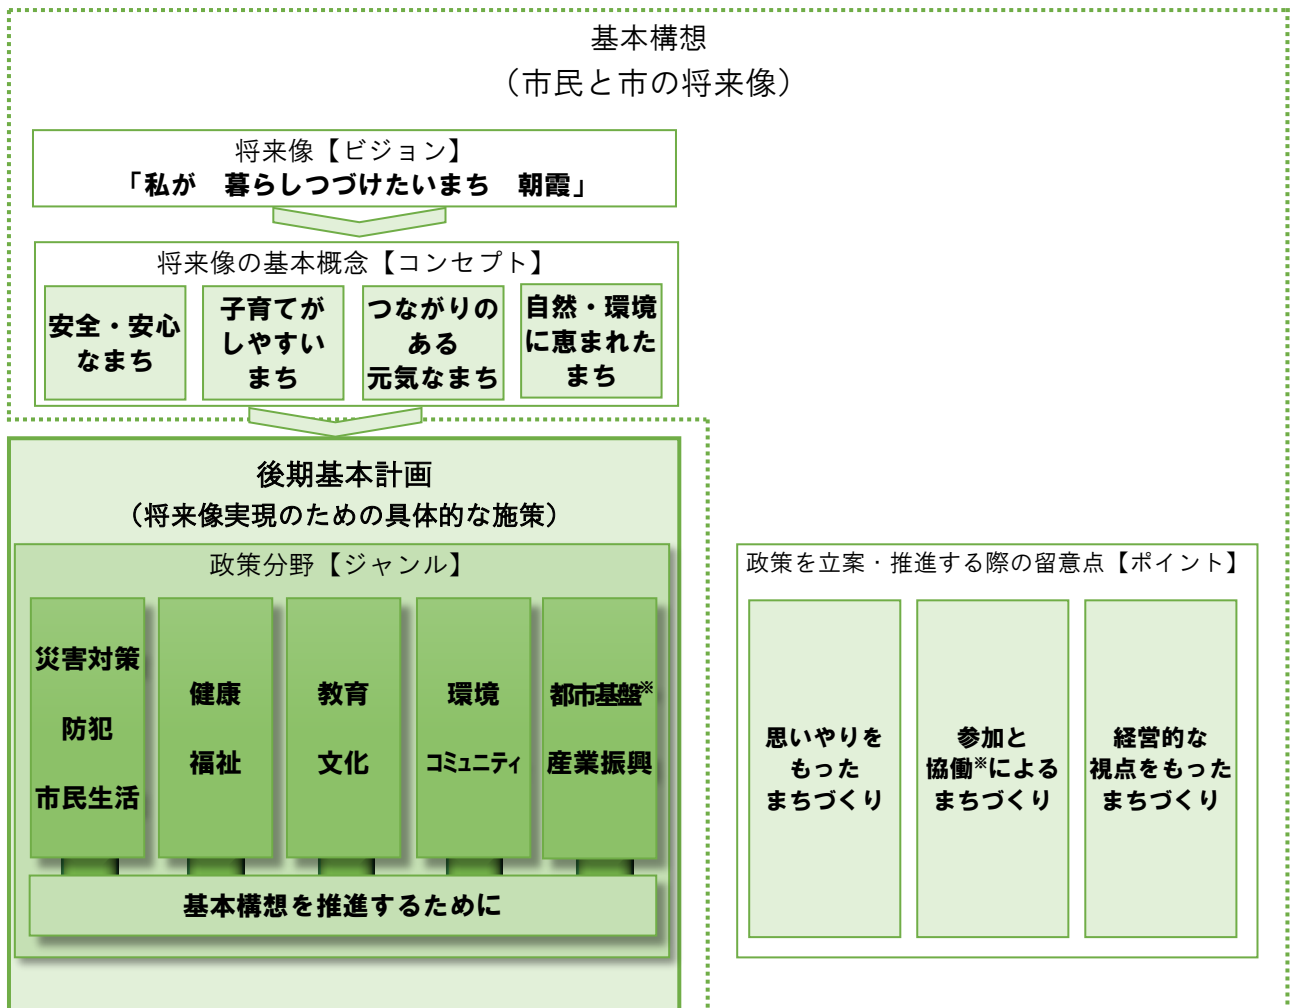 基本構想
（市民と市の将来像）
将来像【ビジョン】
「私が　暮らしつづけたいまち　朝霞」
将来像の基本概念【コンセプト】
安全・安心
なまち
子育てが
しやすい
まち
つながりの
ある
元気なまち
自然・環境
に恵まれた
まち
後期基本計画
（将来像実現のための具体的な施策）
政策分野【ジャンル】
災害対策
防犯
市民生活
健康
福祉
教育
文化
環境
コミュニティ
都市基盤※
産業振興
基本構想を推進するために
政策を立案・推進する際の留意点【ポイント】
思いやりを
もった
まちづくり
参加と
協働※による
まちづくり
経営的な
視点をもった
まちづくり